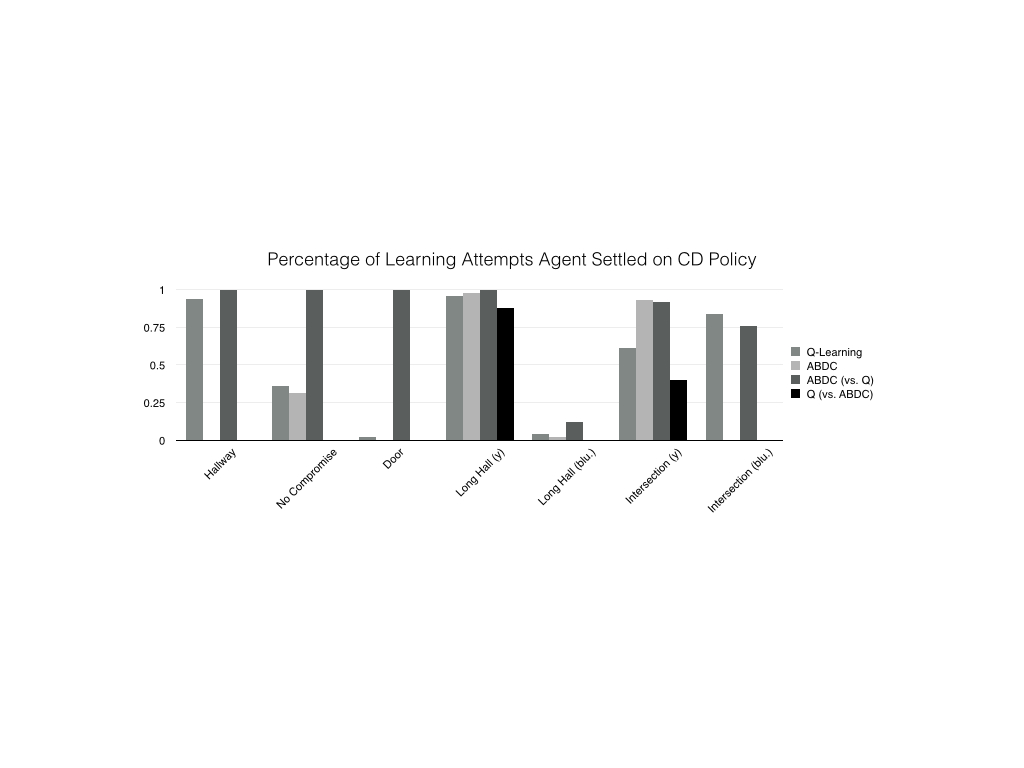 Percentage of Learning Attempts Agent Settled on CD Policy
1
0.75
0.5
0.25
0
Hallway
No Compromise
Door
Long Hall (y)
Long Hall (blu.)
Intersection (y)
Intersection (blu.)
Q-Learning
ABDC
ABDC (vs. Q)
Q (vs. ABDC)